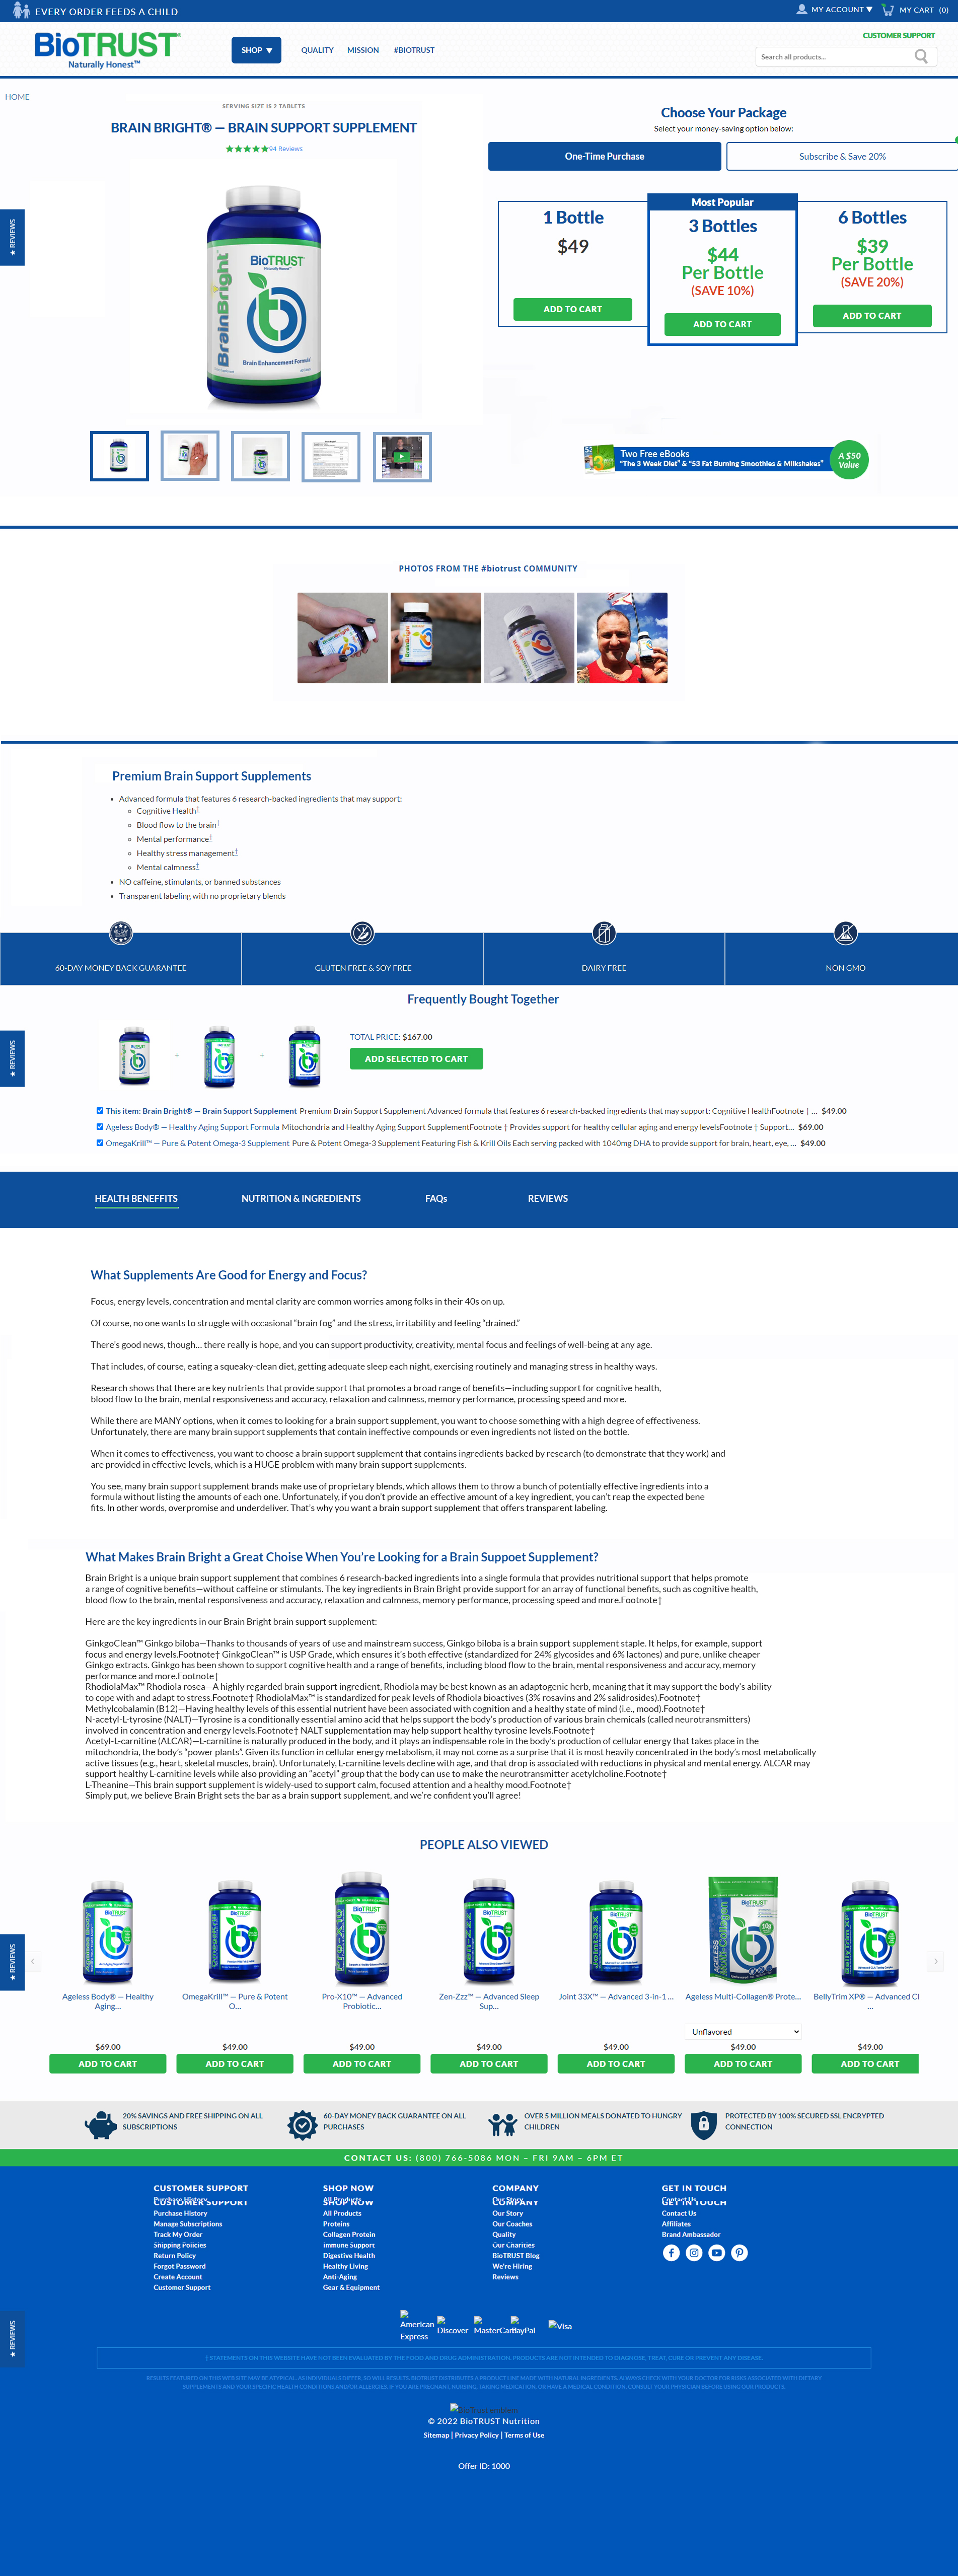 EVERY ORDER FEEDS A CHILD
MY ACCOUNT ▼ MY CART (0)
CUSTOMER SUPPORT
BioTRUST®
Naturally Honest™
SHOP ▼ QUALITY MISSION #BIOTRUST
Search all products...
HOME
SERVING SIZE IS 2 TABLETS
BRAIN BRIGHT® — BRAIN SUPPORT SUPPLEMENT
94 Reviews
★ REVIEWS
BioTRUST
Naturally Honest
BrainBright
Brain Enhancement Formula
Choose Your Package
Select your money-saving option below:
One-Time Purchase
Subscribe & Save 20%
1 Bottle
$49
ADD TO CART
Most Popular
3 Bottles
$44
Per Bottle
(SAVE 10%)
ADD TO CART
6 Bottles
$39
Per Bottle
(SAVE 20%)
ADD TO CART
Two Free eBooks
"The 3 Week Diet" & "53 Fat Burning Smoothies & Milkshakes"
A $50
Value
PHOTOS FROM THE #biotrust COMMUNITY
Premium Brain Support Supplements
• Advanced formula that features 6 research-backed ingredients that may support:
Cognitive Health†
Blood flow to the brain†
Mental performance†
Healthy stress management†
Mental calmness†
• NO caffeine, stimulants, or banned substances
• Transparent labeling with no proprietary blends
60-DAY MONEY BACK GUARANTEE
GLUTEN FREE & SOY FREE
DAIRY FREE
NON GMO
Frequently Bought Together
★ REVIEWS
+ +
TOTAL PRICE: $167.00
ADD SELECTED TO CART
This item: Brain Bright® — Brain Support Supplement Premium Brain Support Supplement Advanced formula that features 6 research-backed ingredients that may support: Cognitive HealthFootnote † ... $49.00
Ageless Body® — Healthy Aging Support Formula Mitochondria and Healthy Aging Support SupplementFootnote † Provides support for healthy cellular aging and energy levelsFootnote † Support... $69.00
OmegaKrill™ — Pure & Potent Omega-3 Supplement Pure & Potent Omega-3 Supplement Featuring Fish & Krill Oils Each serving packed with 1040mg DHA to provide support for brain, heart, eye, ... $49.00
HEALTH BENEFFITS NUTRITION & INGREDIENTS FAQs REVIEWS
What Supplements Are Good for Energy and Focus?
Focus, energy levels, concentration and mental clarity are common worries among folks in their 40s on up.
Of course, no one wants to struggle with occasional "brain fog" and the stress, irritability and feeling "drained."
There's good news, though... there really is hope, and you can support productivity, creativity, mental focus and feelings of well-being at any age.
That includes, of course, eating a squeaky-clean diet, getting adequate sleep each night, exercising routinely and managing stress in healthy ways.
Research shows that there are key nutrients that provide support that promotes a broad range of benefits—including support for cognitive health,
blood flow to the brain, mental responsiveness and accuracy, relaxation and calmness, memory performance, processing speed and more.
While there are MANY options, when it comes to looking for a brain support supplement, you want to choose something with a high degree of effectiveness.
Unfortunately, there are many brain support supplements that contain ineffective compounds or even ingredients not listed on the bottle.
When it comes to effectiveness, you want to choose a brain support supplement that contains ingredients backed by research (to demonstrate that they work) and
are provided in effective levels, which is a HUGE problem with many brain support supplements.
You see, many brain support supplement brands make use of proprietary blends, which allows them to throw a bunch of potentially effective ingredients into a
formula without listing the amounts of each one. Unfortunately, if you don't provide an effective amount of a key ingredient, you can't reap the expected bene
fits. In other words, overpromise and underdeliver. That's why you want a brain support supplement that offers transparent labeling.
What Makes Brain Bright a Great Choise When You're Looking for a Brain Suppoet Supplement?
Brain Bright is a unique brain support supplement that combines 6 research-backed ingredients into a single formula that provides nutritional support that helps promote
a range of cognitive benefits—without caffeine or stimulants. The key ingredients in Brain Bright provide support for an array of functional benefits, such as cognitive health,
blood flow to the brain, mental responsiveness and accuracy, relaxation and calmness, memory performance, processing speed and more.Footnote†
Here are the key ingredients in our Brain Bright brain support supplement:
GinkgoClean™ Ginkgo biloba—Thanks to thousands of years of use and mainstream success, Ginkgo biloba is a brain support supplement staple. It helps, for example, support
focus and energy levels.Footnote† GinkgoClean™ is USP Grade, which ensures it's both effective (standardized for 24% glycosides and 6% lactones) and pure, unlike cheaper
Ginkgo extracts. Ginkgo has been shown to support cognitive health and a range of benefits, including blood flow to the brain, mental responsiveness and accuracy, memory
performance and more.Footnote†
RhodiolaMax™ Rhodiola rosea—A highly regarded brain support ingredient, Rhodiola may be best known as an adaptogenic herb, meaning that it may support the body's ability
to cope with and adapt to stress.Footnote† RhodiolaMax™ is standardized for peak levels of Rhodiola bioactives (3% rosavins and 2% salidrosides).Footnote†
Methylcobalamin (B12)—Having healthy levels of this essential nutrient have been associated with cognition and a healthy state of mind (i.e., mood).Footnote†
N-acetyl-L-tyrosine (NALT)—Tyrosine is a conditionally essential amino acid that helps support the body's production of various brain chemicals (called neurotransmitters)
involved in concentration and energy levels.Footnote† NALT supplementation may help support healthy tyrosine levels.Footnote†
Acetyl-L-carnitine (ALCAR)—L-carnitine is naturally produced in the body, and it plays an indispensable role in the body's production of cellular energy that takes place in the
mitochondria, the body's "power plants". Given its function in cellular energy metabolism, it may not come as a surprise that it is most heavily concentrated in the body's most metabolically
active tissues (e.g., heart, skeletal muscles, brain). Unfortunately, L-carnitine levels decline with age, and that drop is associated with reductions in physical and mental energy. ALCAR may
support healthy L-carnitine levels while also providing an "acetyl" group that the body can use to make the neurotransmitter acetylcholine.Footnote†
L-Theanine—This brain support supplement is widely-used to support calm, focused attention and a healthy mood.Footnote†
Simply put, we believe Brain Bright sets the bar as a brain support supplement, and we're confident you'll agree!
PEOPLE ALSO VIEWED
★ REVIEWS
Ageless Body® — Healthy
Aging...
$69.00
ADD TO CART
OmegaKrill™ — Pure & Potent
O...
$49.00
ADD TO CART
Pro-X10™ — Advanced
Probiotic...
$49.00
ADD TO CART
Zen-Zzz™ — Advanced Sleep
Sup...
$49.00
ADD TO CART
Joint 33X™ — Advanced 3-in-1 ...
$49.00
ADD TO CART
Ageless Multi-Collagen® Prote...
Unflavored
$49.00
ADD TO CART
BellyTrim XP® — Advanced Cl
...
$49.00
ADD TO CART
20% SAVINGS AND FREE SHIPPING ON ALL
SUBSCRIPTIONS
60-DAY MONEY BACK GUARANTEE ON ALL
PURCHASES
OVER 5 MILLION MEALS DONATED TO HUNGRY
CHILDREN
PROTECTED BY 100% SECURED SSL ENCRYPTED
CONNECTION
CONTACT US: (800) 766-5086 MON – FRI 9AM – 6PM ET
CUSTOMER SUPPORT
Purchase History
CUSTOMER SUPPORT
Purchase History
Manage Subscriptions
Track My Order
Shipping Policies
Return Policy
Forgot Password
Create Account
Customer Support
SHOP NOW
All Products
SHOP NOW
All Products
Proteins
Collagen Protein
Immune Support
Digestive Health
Healthy Living
Anti-Aging
Gear & Equipment
COMPANY
Our Story
COMPANY
Our Story
Our Coaches
Quality
Our Charities
BioTRUST Blog
We're Hiring
Reviews
GET IN TOUCH
Contact Us
GET IN TOUCH
Contact Us
Affiliates
Brand Ambassador
★ REVIEWS
American
Express
Discover
MasterCard
PayPal
Visa
† STATEMENTS ON THIS WEBSITE HAVE NOT BEEN EVALUATED BY THE FOOD AND DRUG ADMINISTRATION. PRODUCTS ARE NOT INTENDED TO DIAGNOSE, TREAT, CURE OR PREVENT ANY DISEASE.
RESULTS FEATURED ON THIS WEB SITE MAY BE ATYPICAL. AS INDIVIDUALS DIFFER, SO WILL RESULTS. BIOTRUST DISTRIBUTES A PRODUCT LINE MADE WITH NATURAL INGREDIENTS. ALWAYS CHECK WITH YOUR DOCTOR FOR RISKS ASSOCIATED WITH DIETARY
SUPPLEMENTS AND YOUR SPECIFIC HEALTH CONDITIONS AND/OR ALLERGIES. IF YOU ARE PREGNANT, NURSING, TAKING MEDICATION, OR HAVE A MEDICAL CONDITION, CONSULT YOUR PHYSICIAN BEFORE USING OUR PRODUCTS.
© 2022 BioTRUST Nutrition
Sitemap | Privacy Policy | Terms of Use
Offer ID: 1000